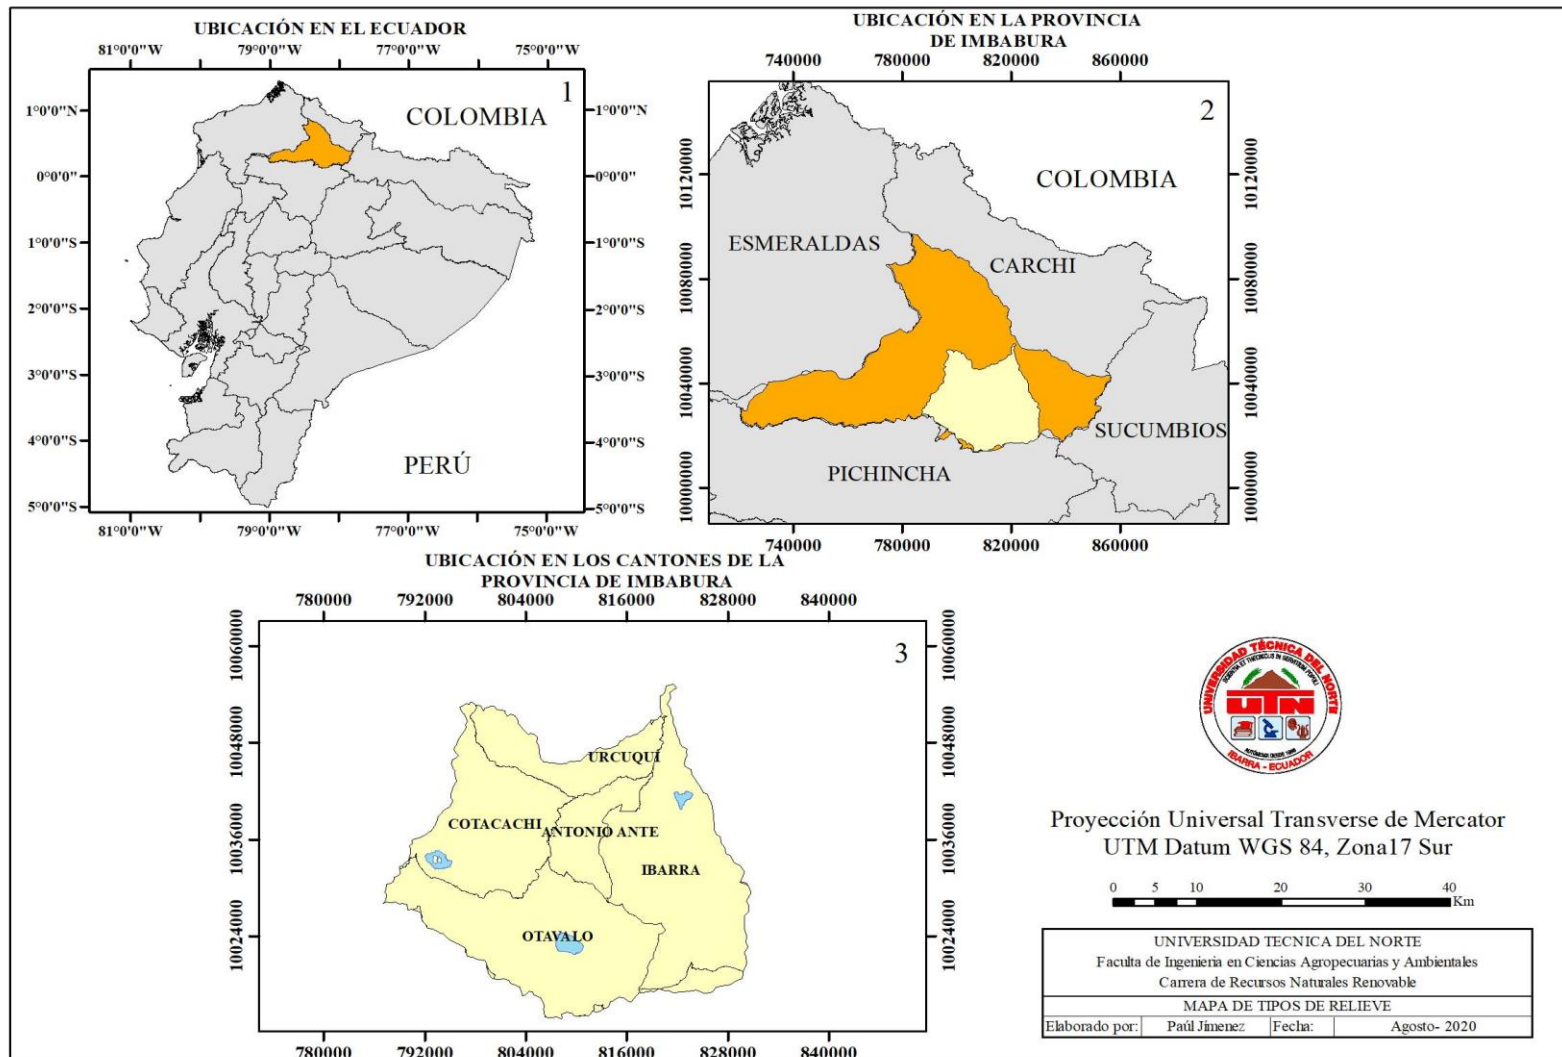 UBICACIÓN EN EL ECUADOR
81°0'0"W 79°0'0"W 77°0'0"W 75°0'0"W
1
COLOMBIA
PERÚ
1°0'0"N
0°0'0"
1°0'0"S
2°0'0"S
3°0'0"S
4°0'0"S
5°0'0"S
1°0'0"N
0°0'0"
1°0'0"S
2°0'0"S
3°0'0"S
4°0'0"S
5°0'0"S
81°0'0"W 79°0'0"W 77°0'0"W 75°0'0"W
UBICACIÓN EN LA PROVINCIA
DE IMBABURA
740000 780000 820000 860000
2
COLOMBIA
ESMERALDAS
CARCHI
SUCUMBIOS
PICHINCHA
10120000
10080000
10040000
10000000
10120000
10080000
10040000
10000000
740000 780000 820000 860000
UBICACIÓN EN LOS CANTONES DE LA
PROVINCIA DE IMBABURA
780000 792000 804000 816000 828000 840000
3
URCUQUÍ
COTACACHI
ANTONIO ANTE
IBARRA
OTAVALO
10060000
10048000
10036000
10024000
10060000
10048000
10036000
10024000
780000 792000 804000 816000 828000 840000
UNIVERSIDAD TÉCNICA DEL NORTE
UTN
IBARRA - ECUADOR
Proyección Universal Transverse de Mercator
UTM Datum WGS 84, Zona17 Sur
0 5 10 20 30 40
Km
UNIVERSIDAD TECNICA DEL NORTE
Faculta de Ingenieria en Ciencias Agropecuarias y Ambientales
Carrera de Recursos Naturales Renovable
MAPA DE TIPOS DE RELIEVE
Elaborado por: Paúl Jímenez Fecha: Agosto- 2020